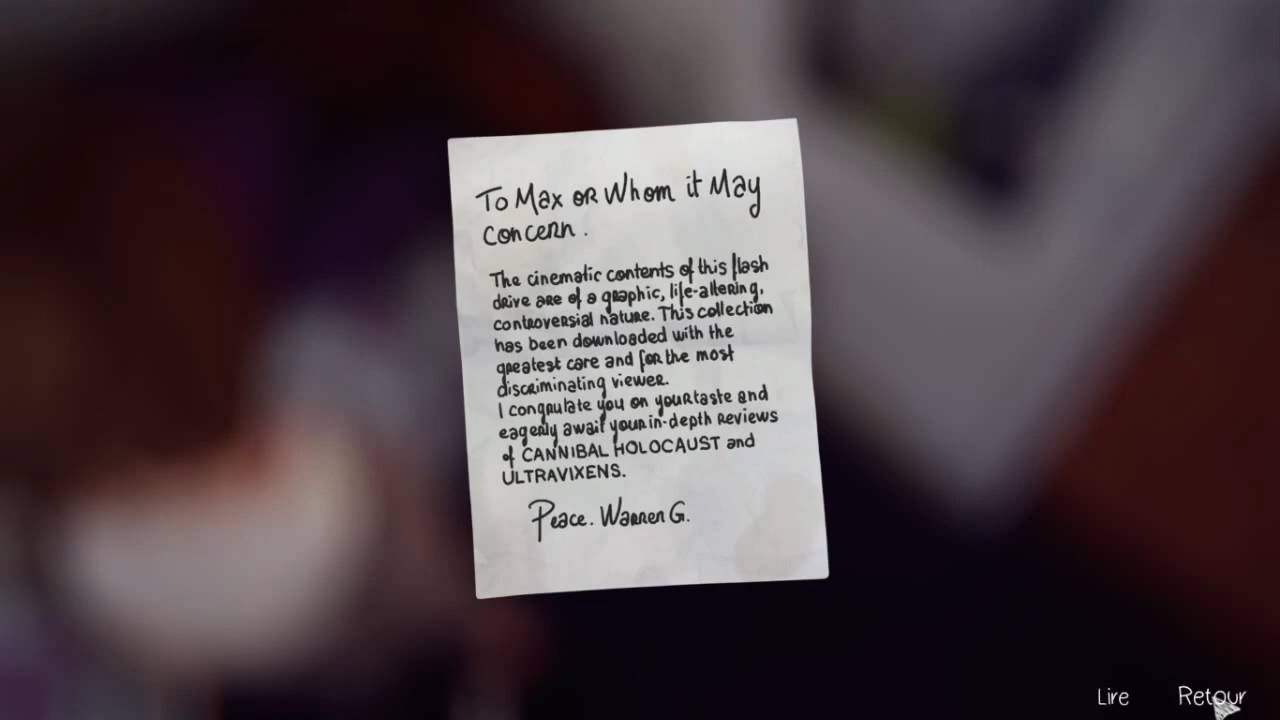 To Max or Whom it May
Concern.
The cinematic contents of this flash
drive are of a graphic, life-altering,
controversial nature. This collection
has been downloaded with the
greatest care and for the most
discriminating viewer.
I congrulate you on your taste and
eagerly await your in-depth reviews
of CANNIBAL HOLOCAUST and
ULTRAVIXENS.
Peace. Warren G.
Lire Retour